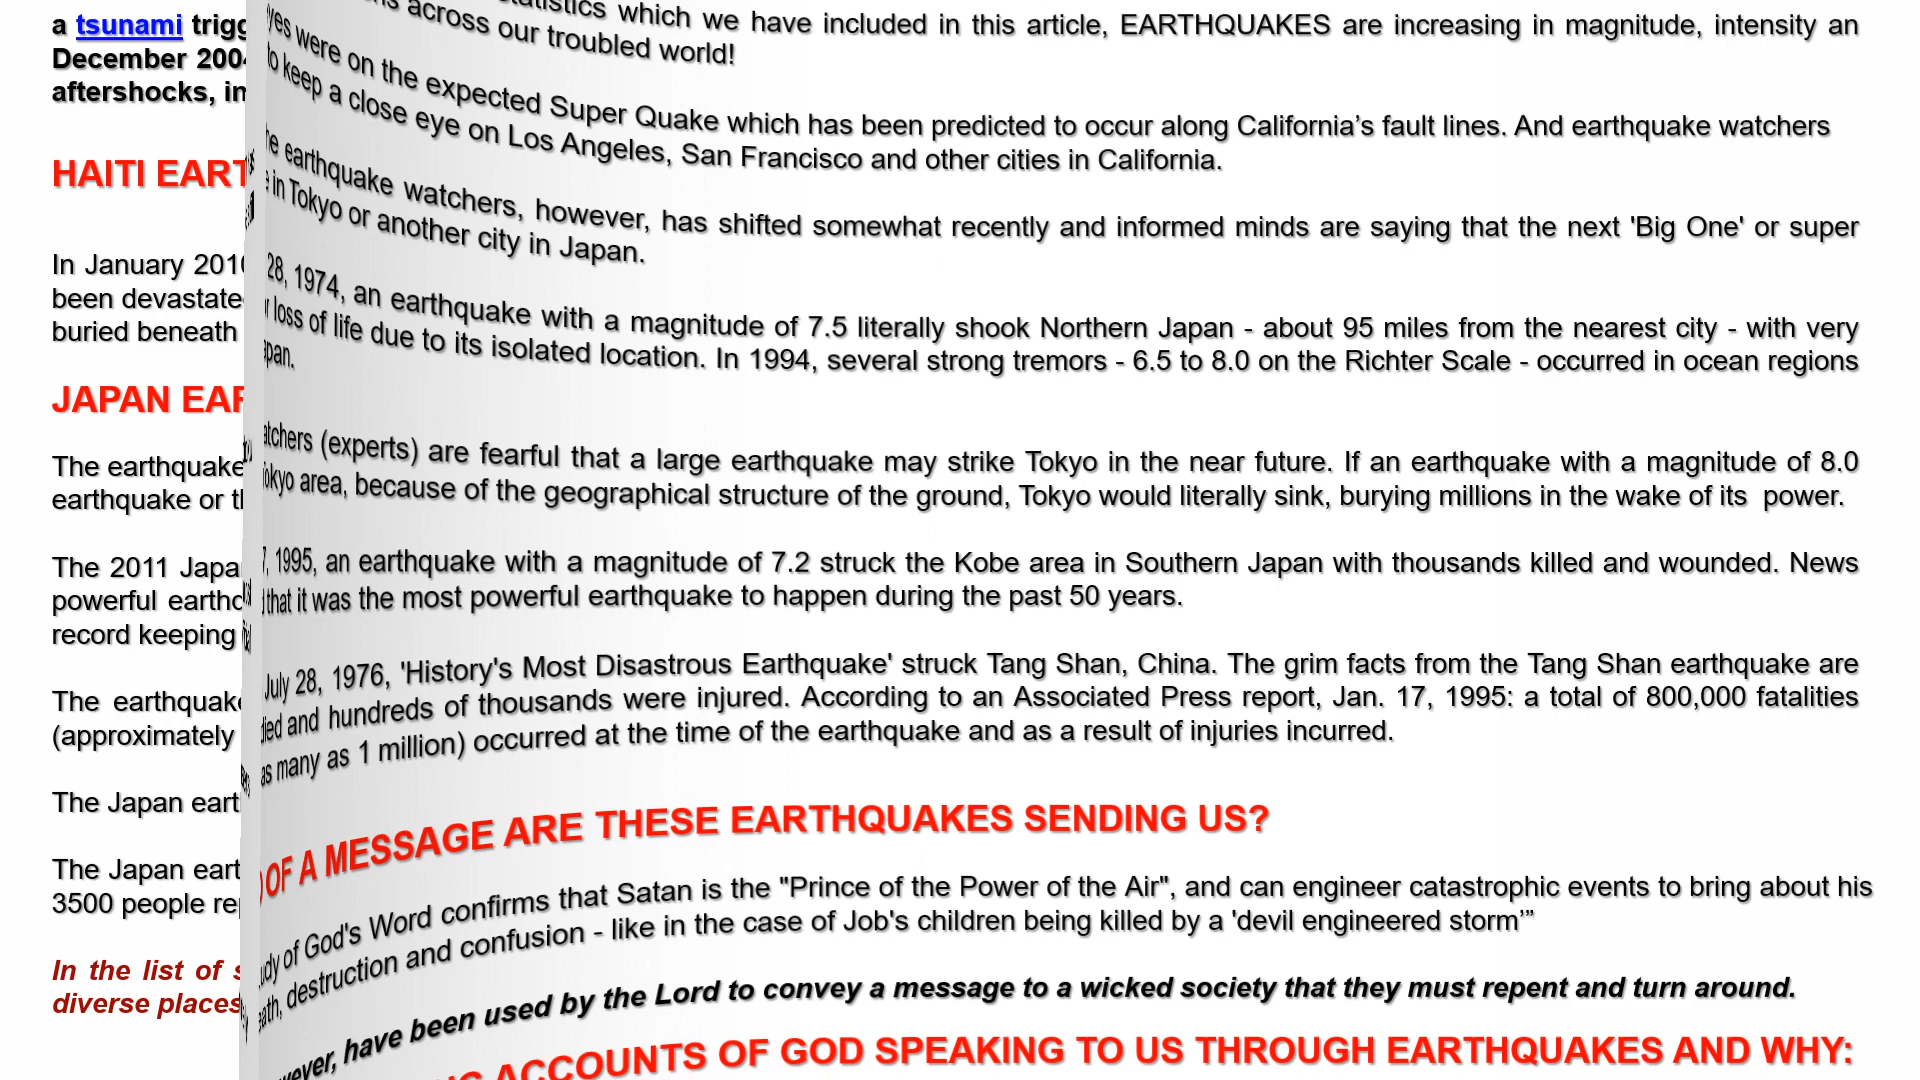 a tsunami trigg
December 2004
aftershocks, in
HAITI EART
In January 2010
been devastated
buried beneath
JAPAN EAR
The earthquake
earthquake or th
The 2011 Japa
powerful earthq
record keeping
The earthquake
(approximately
The Japan eart
The Japan eart
3500 people rep
In the list of s
diverse places
statistics which we have included in this article, EARTHQUAKES are increasing in magnitude, intensity an
across our troubled world!
yes were on the expected Super Quake which has been predicted to occur along California’s fault lines. And earthquake watchers
to keep a close eye on Los Angeles, San Francisco and other cities in California.
he earthquake watchers, however, has shifted somewhat recently and informed minds are saying that the next 'Big One' or super
in Tokyo or another city in Japan.
28, 1974, an earthquake with a magnitude of 7.5 literally shook Northern Japan - about 95 miles from the nearest city - with very
r loss of life due to its isolated location. In 1994, several strong tremors - 6.5 to 8.0 on the Richter Scale - occurred in ocean regions
apan.
atchers (experts) are fearful that a large earthquake may strike Tokyo in the near future. If an earthquake with a magnitude of 8.0
okyo area, because of the geographical structure of the ground, Tokyo would literally sink, burying millions in the wake of its power.
7, 1995, an earthquake with a magnitude of 7.2 struck the Kobe area in Southern Japan with thousands killed and wounded. News
that it was the most powerful earthquake to happen during the past 50 years.
July 28, 1976, 'History's Most Disastrous Earthquake' struck Tang Shan, China. The grim facts from the Tang Shan earthquake are
died and hundreds of thousands were injured. According to an Associated Press report, Jan. 17, 1995: a total of 800,000 fatalities
as many as 1 million) occurred at the time of the earthquake and as a result of injuries incurred.
OF A MESSAGE ARE THESE EARTHQUAKES SENDING US?
udy of God's Word confirms that Satan is the "Prince of the Power of the Air", and can engineer catastrophic events to bring about his
eath, destruction and confusion - like in the case of Job's children being killed by a 'devil engineered storm’”
wever, have been used by the Lord to convey a message to a wicked society that they must repent and turn around.
ACCOUNTS OF GOD SPEAKING TO US THROUGH EARTHQUAKES AND WHY: